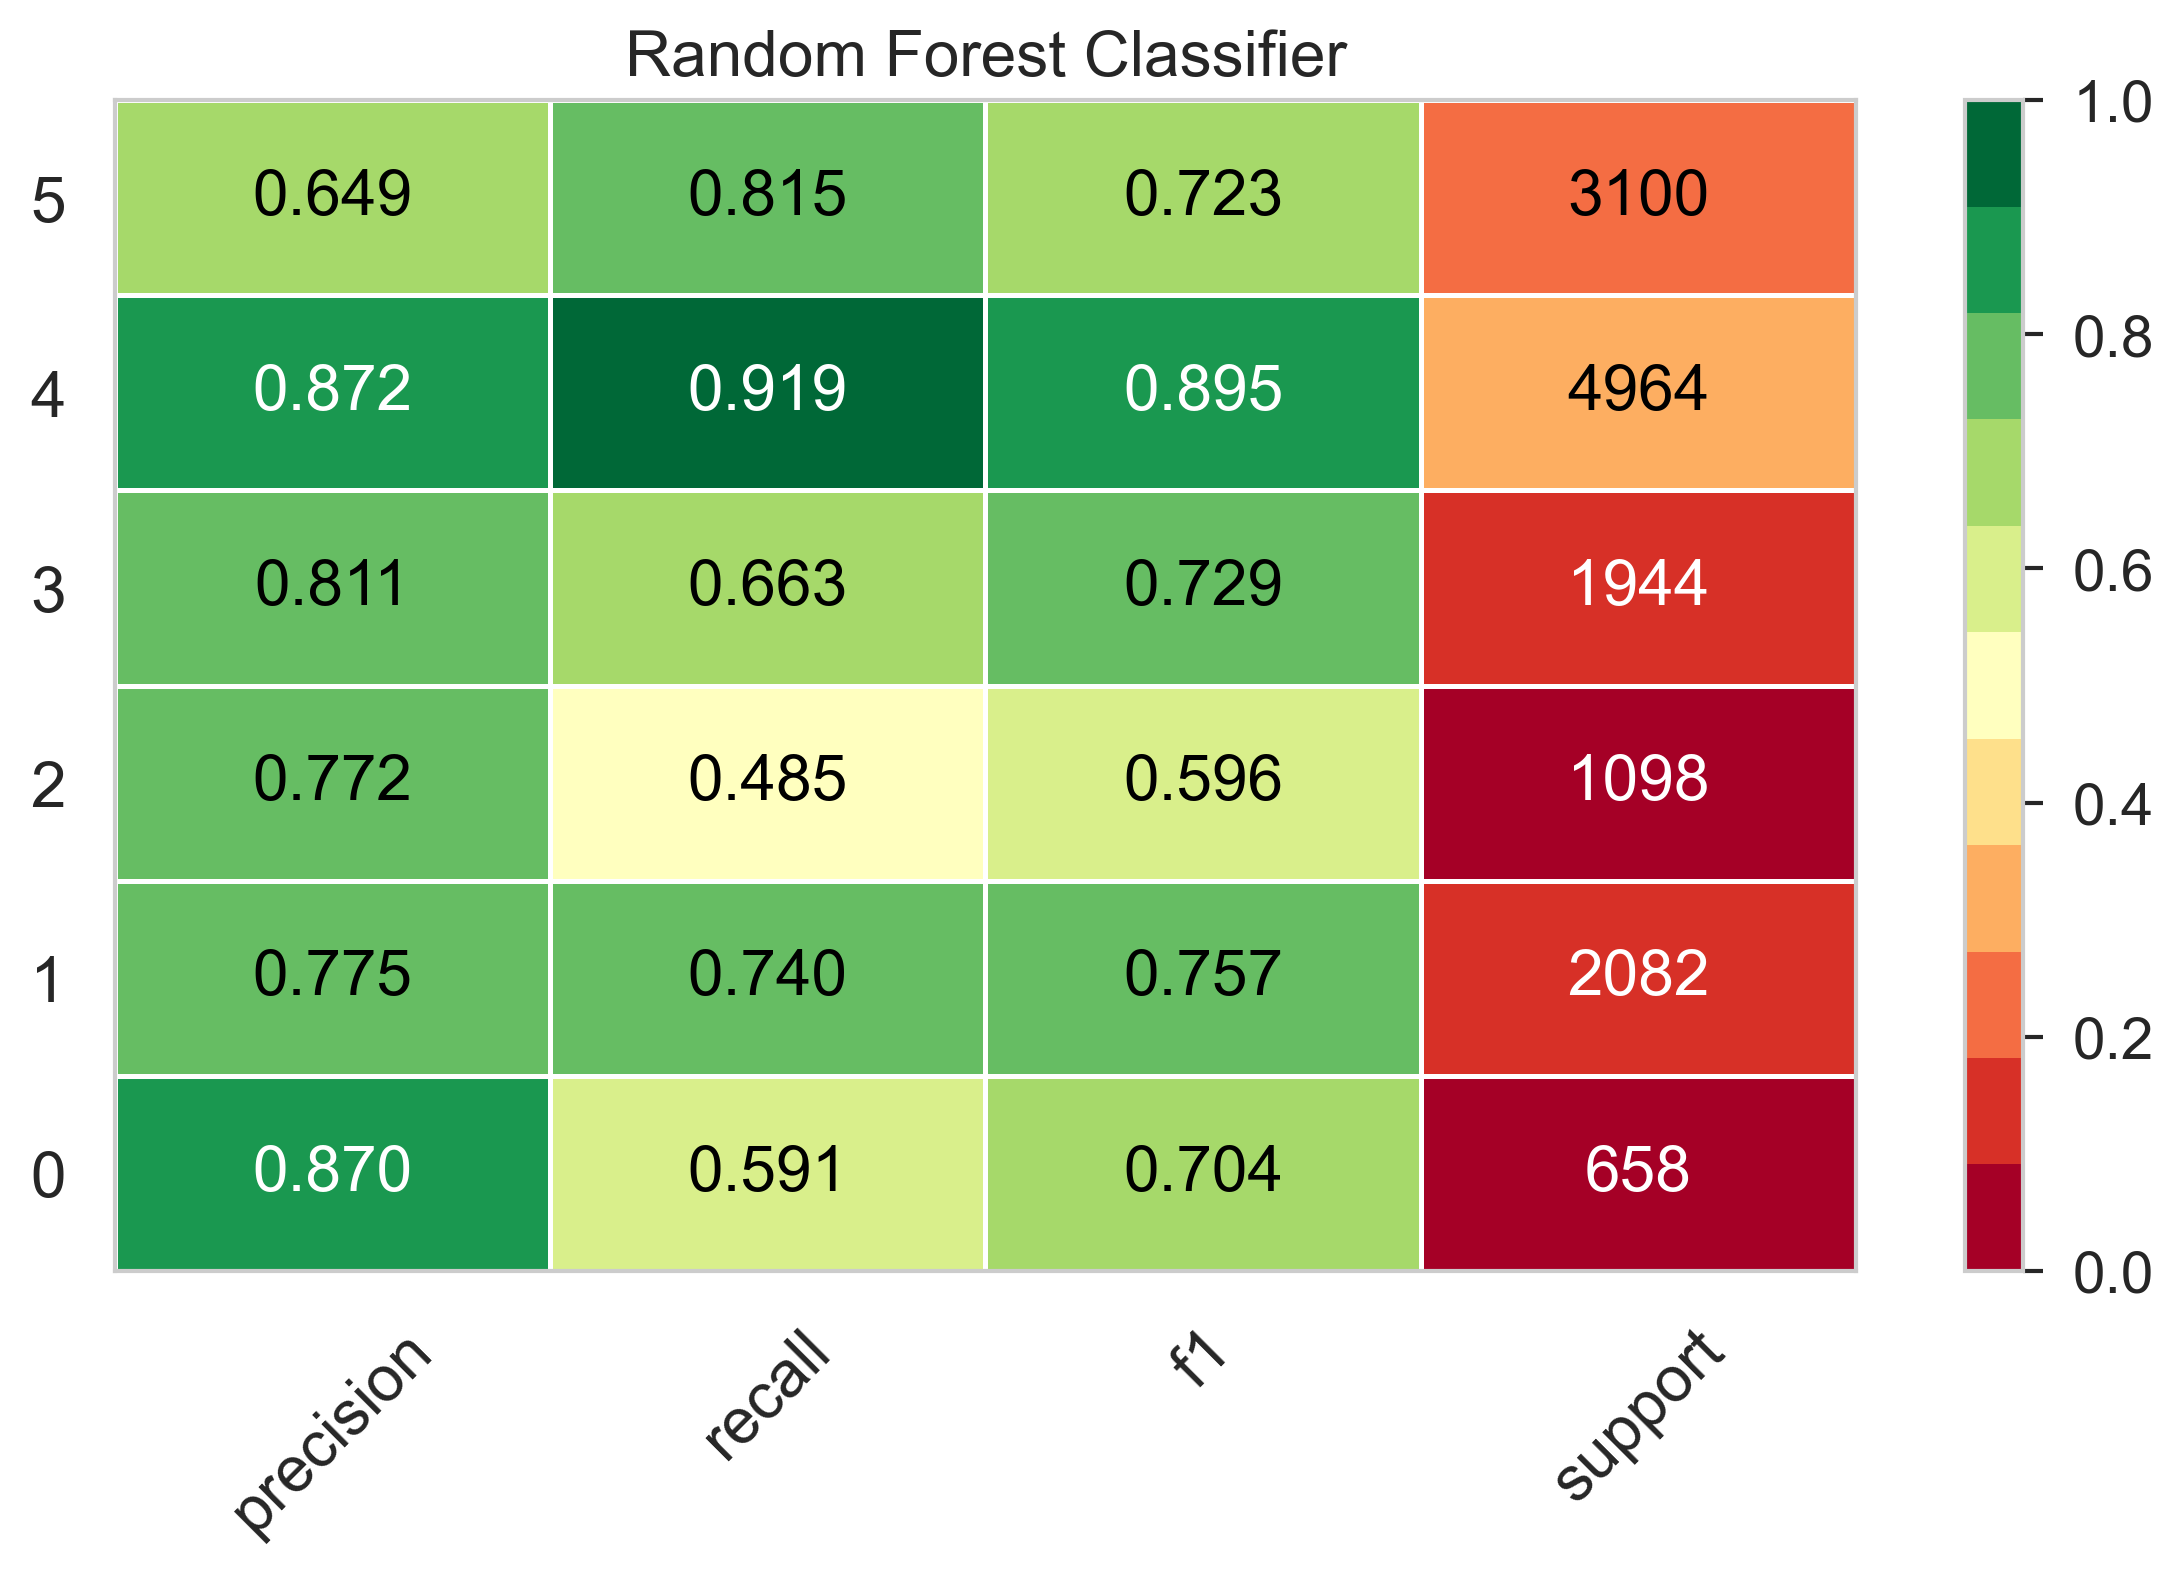 Random Forest Classifier
5 0.649 0.815 0.723 3100
4 0.872 0.919 0.895 4964
3 0.811 0.663 0.729 1944
2 0.772 0.485 0.596 1098
1 0.775 0.740 0.757 2082
0 0.870 0.591 0.704 658
precision recall f1 support
1.0
0.8
0.6
0.4
0.2
0.0